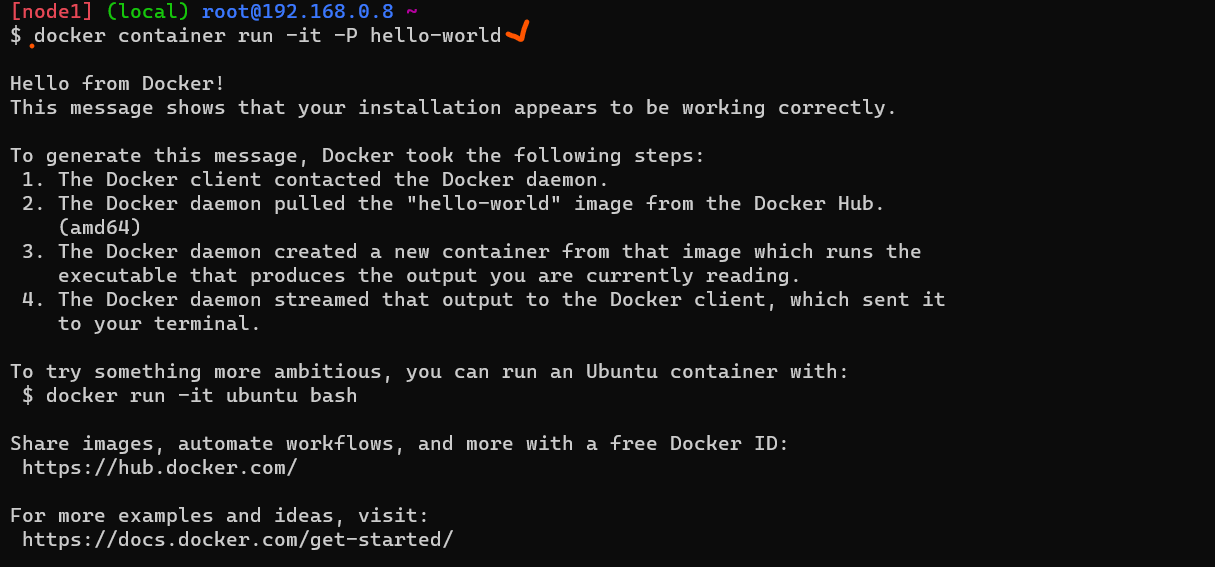 [node1] (local) root@192.168.0.8 ~
$ docker container run -it -P hello-world
Hello from Docker!
This message shows that your installation appears to be working correctly.
To generate this message, Docker took the following steps:
1. The Docker client contacted the Docker daemon.
2. The Docker daemon pulled the "hello-world" image from the Docker Hub.
(amd64)
3. The Docker daemon created a new container from that image which runs the
executable that produces the output you are currently reading.
4. The Docker daemon streamed that output to the Docker client, which sent it
to your terminal.
To try something more ambitious, you can run an Ubuntu container with:
$ docker run -it ubuntu bash
Share images, automate workflows, and more with a free Docker ID:
https://hub.docker.com/
For more examples and ideas, visit:
https://docs.docker.com/get-started/